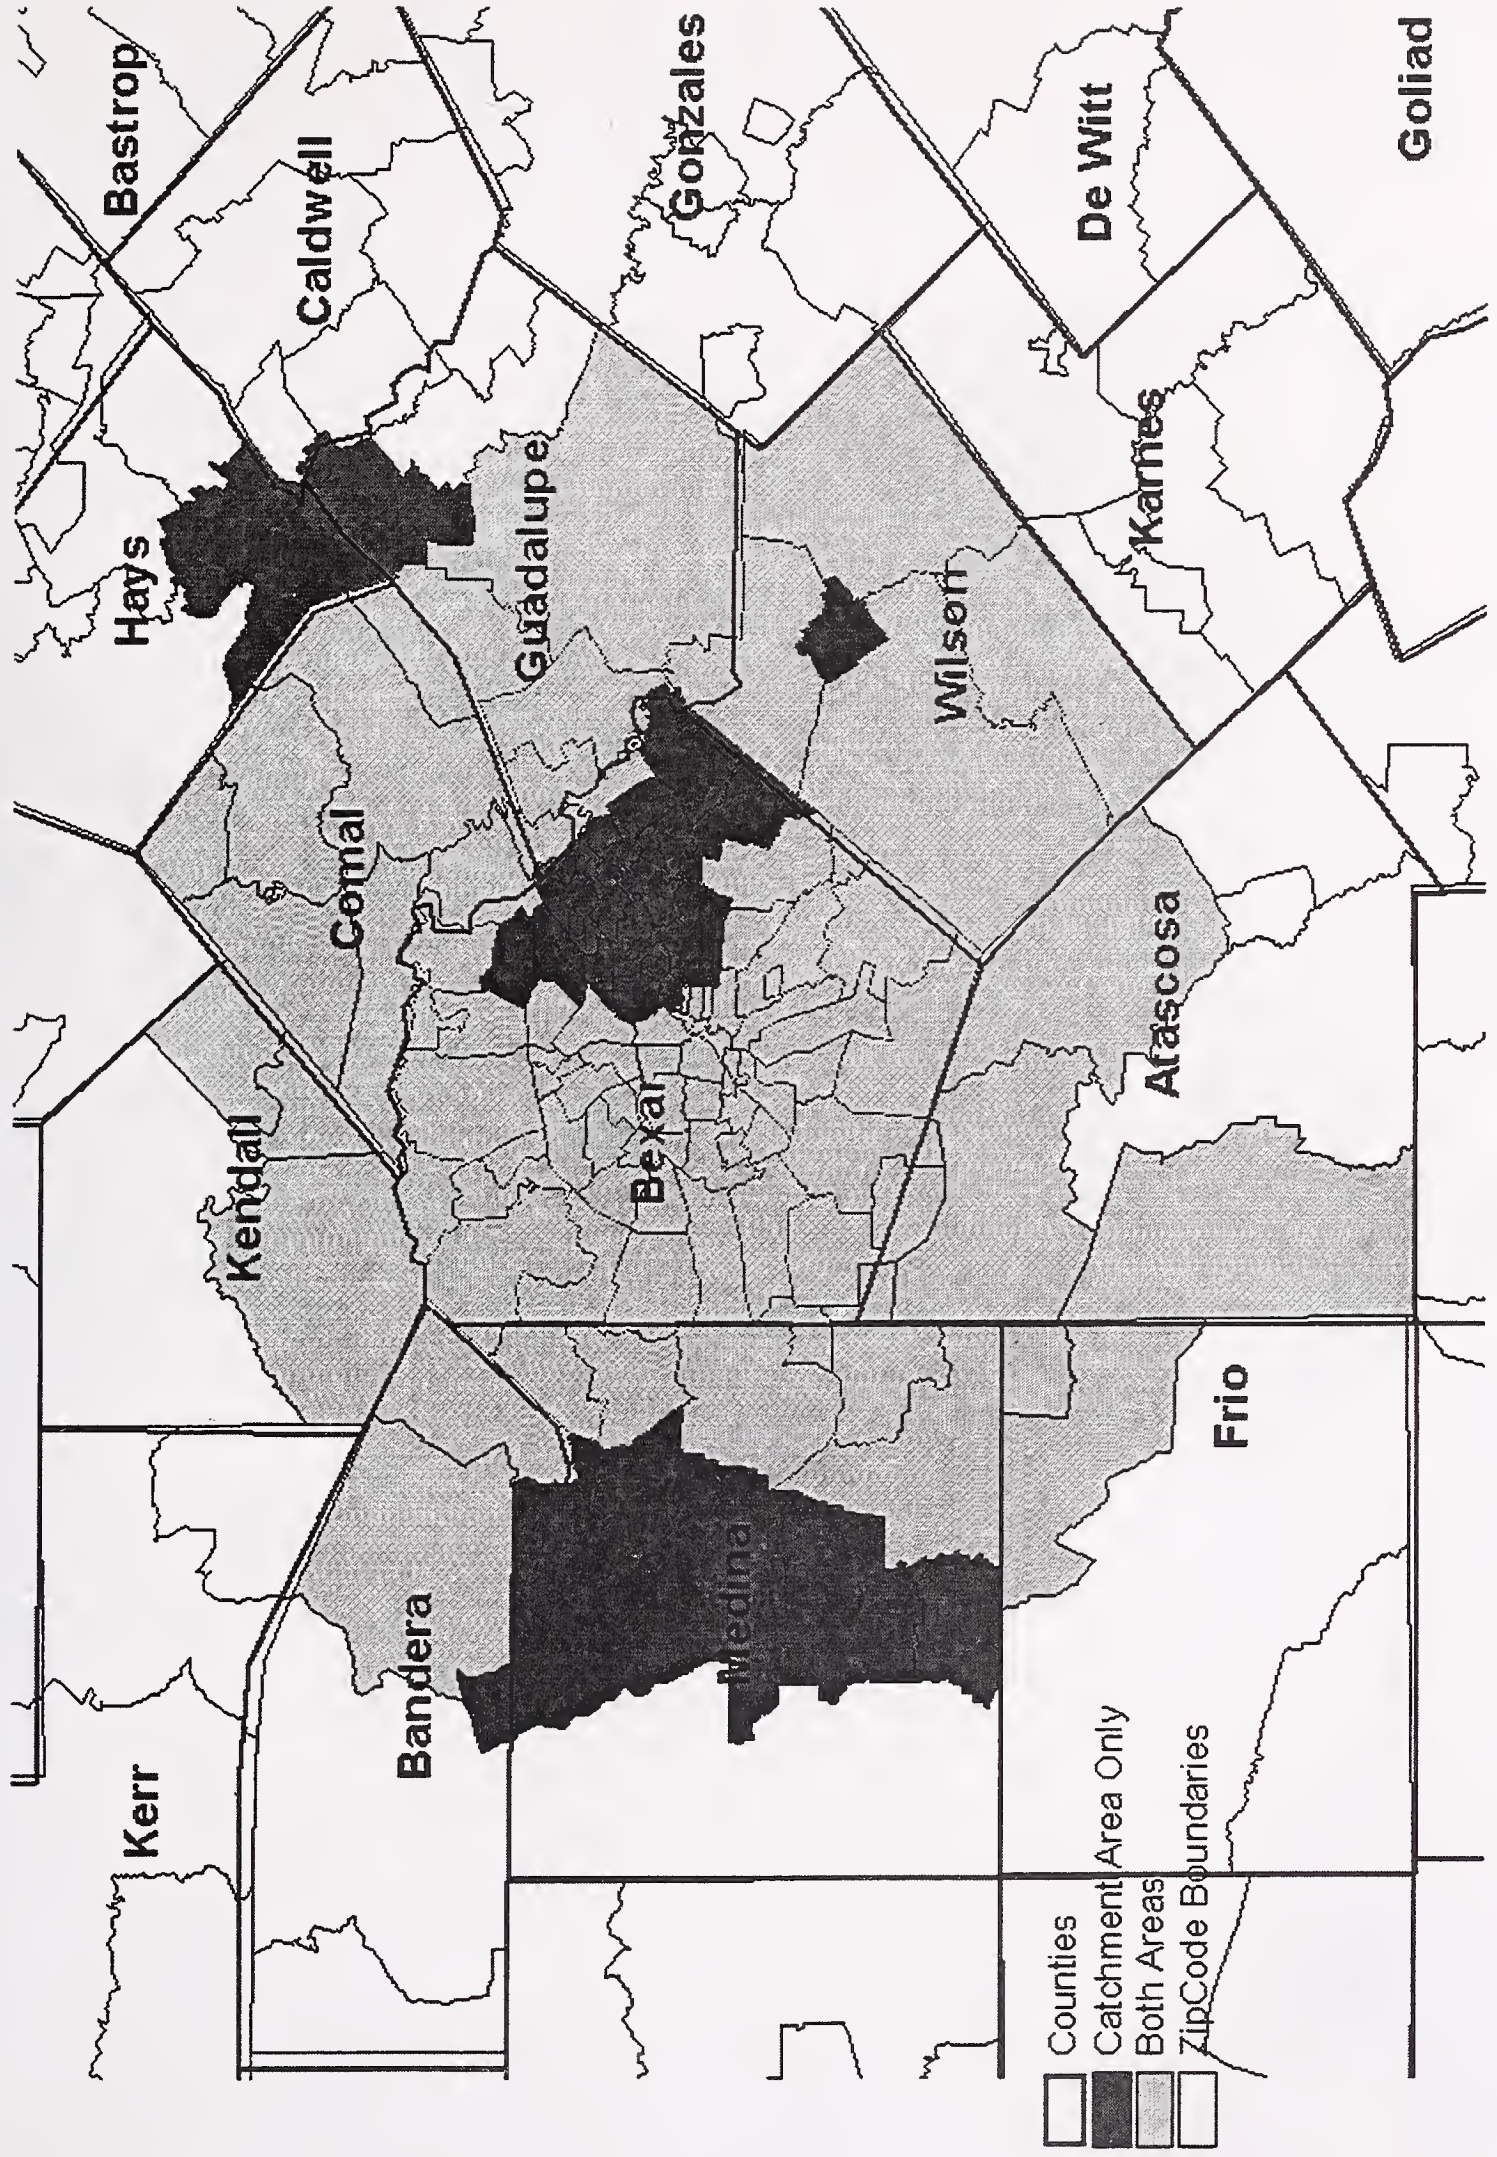 Kerr
Bandera
Medina
Kendall
Comal
Bexar
Hays
Guadalupe
Wilson
Atascosa
Frio
Bastrop
Caldwell
Gonzales
De Witt
Karnes
Goliad
Counties
Catchment Area Only
Both Areas
ZipCode Boundaries